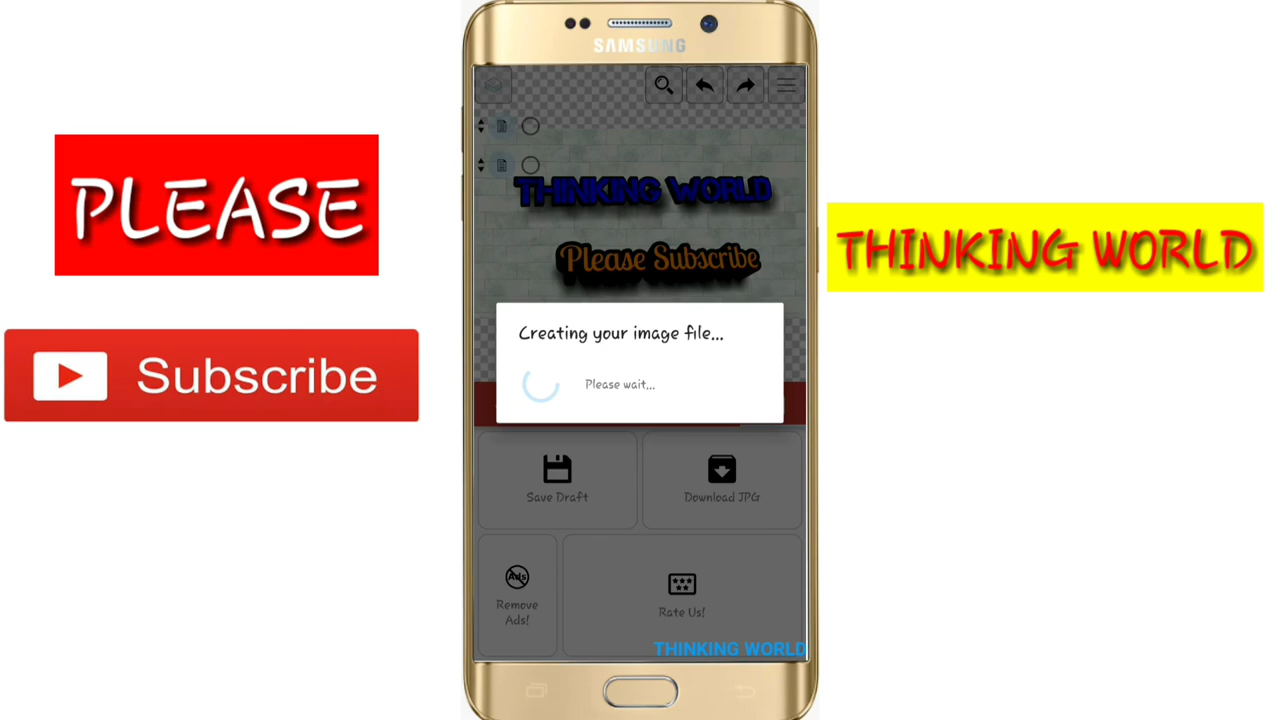 SAMSUNG
THINKING WORLD
Please Subscribe
Creating your image file...
Please wait...
Save Draft
Download JPG
Ads
Remove
Ads!
Rate Us!
THINKING WORLD
PLEASE
Subscribe
THINKING WORLD